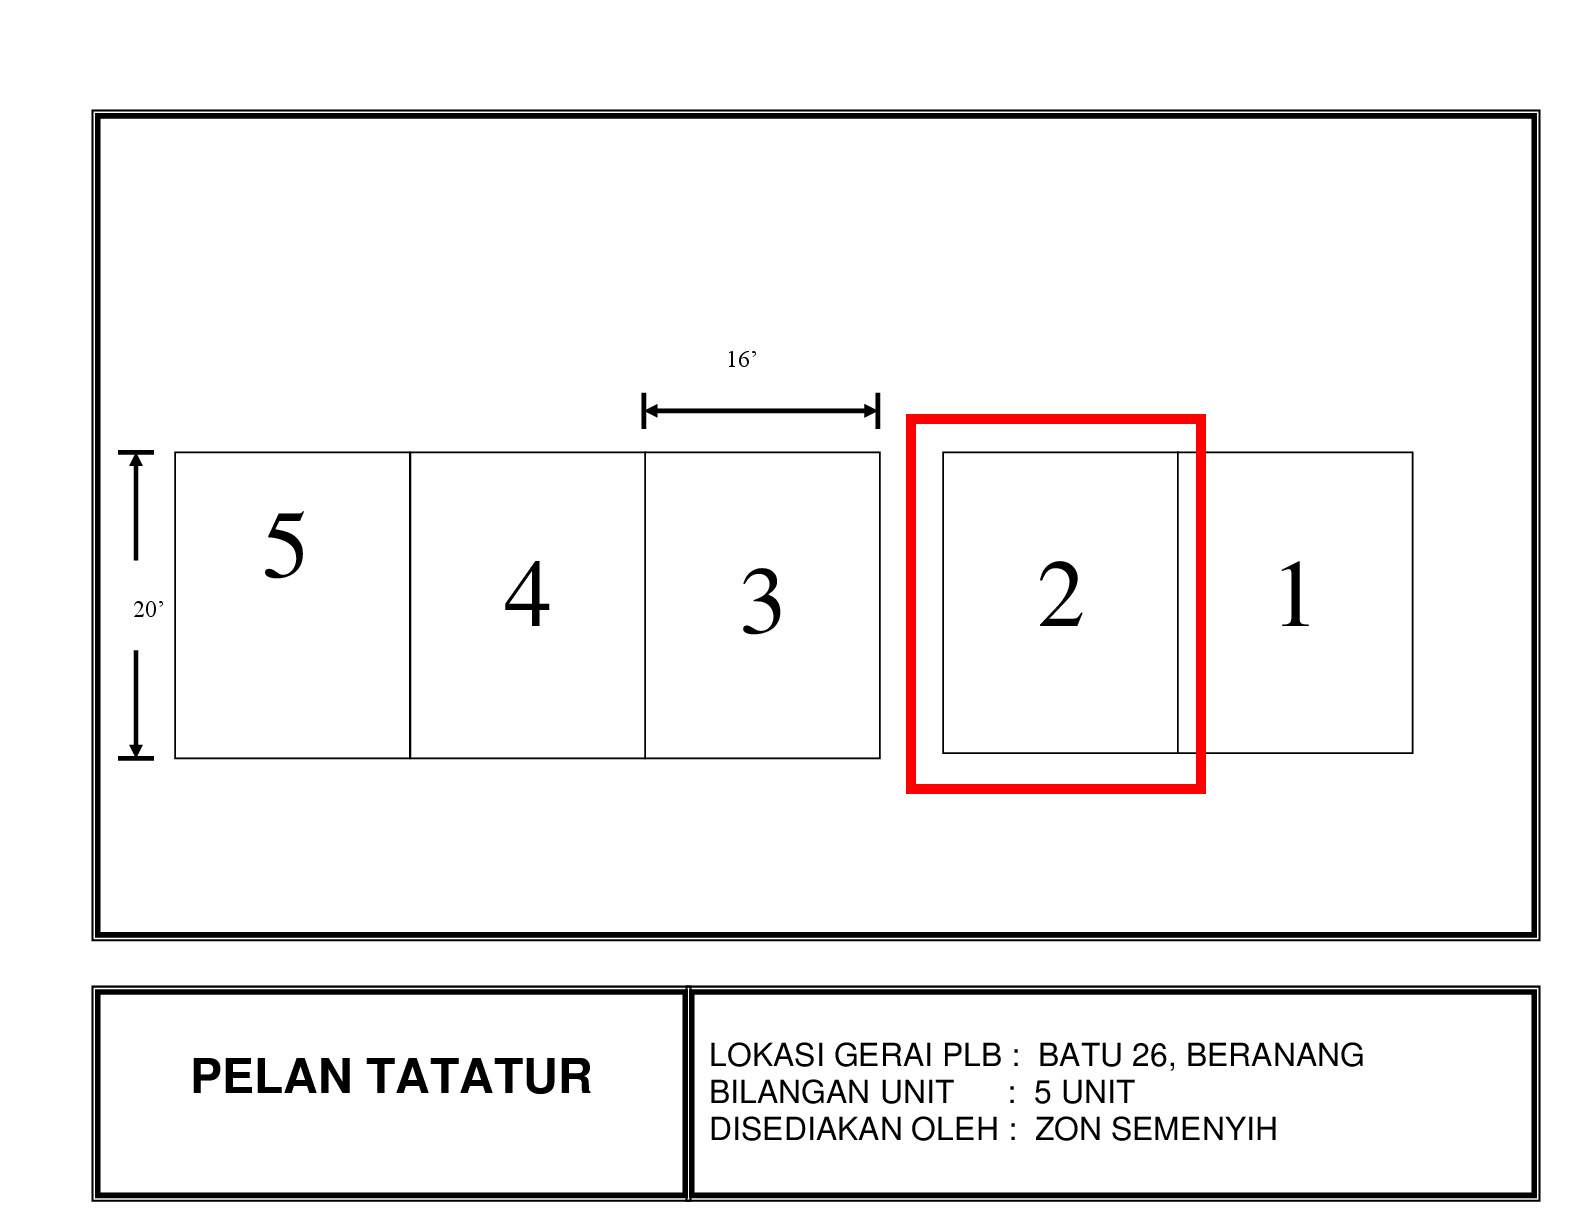 16’
5
4
3
2
1
20’
PELAN TATATUR
LOKASI GERAI PLB : BATU 26, BERANANG
BILANGAN UNIT : 5 UNIT
DISEDIAKAN OLEH : ZON SEMENYIH